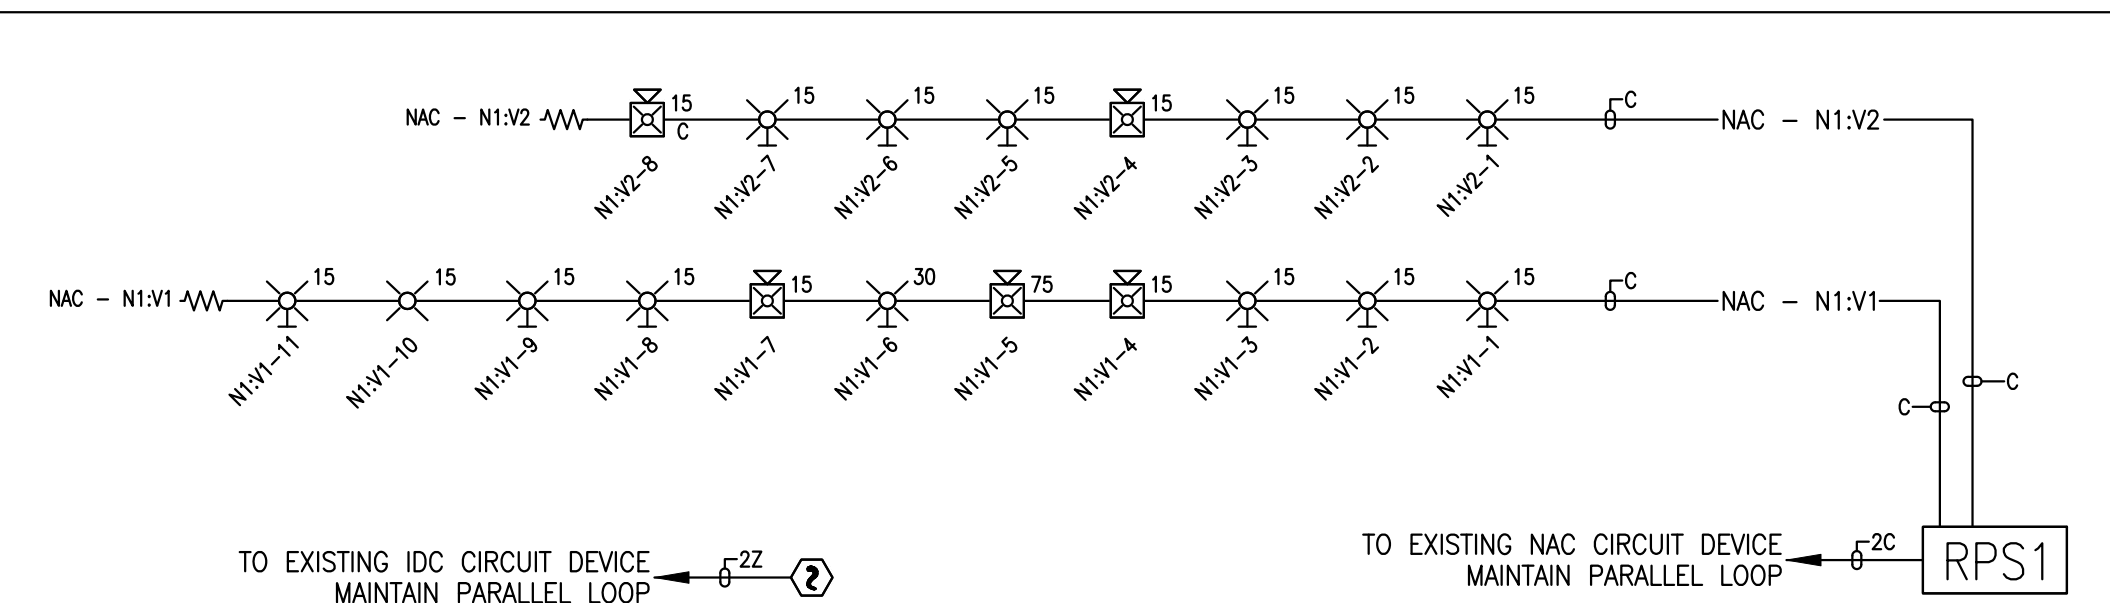 15 15 15 15 15 15 15 15 C
NAC - N1:V2 C NAC - N1:V2
N1:V2-8 N1:V2-7 N1:V2-6 N1:V2-5 N1:V2-4 N1:V2-3 N1:V2-2 N1:V2-1
15 15 15 15 15 30 75 15 15 15 15 C
NAC - N1:V1 NAC - N1:V1
N1:V1-11 N1:V1-10 N1:V1-9 N1:V1-8 N1:V1-7 N1:V1-6 N1:V1-5 N1:V1-4 N1:V1-3 N1:V1-2 N1:V1-1
C
C
TO EXISTING IDC CIRCUIT DEVICE
MAINTAIN PARALLEL LOOP
2Z
TO EXISTING NAC CIRCUIT DEVICE
MAINTAIN PARALLEL LOOP
2C
RPS1